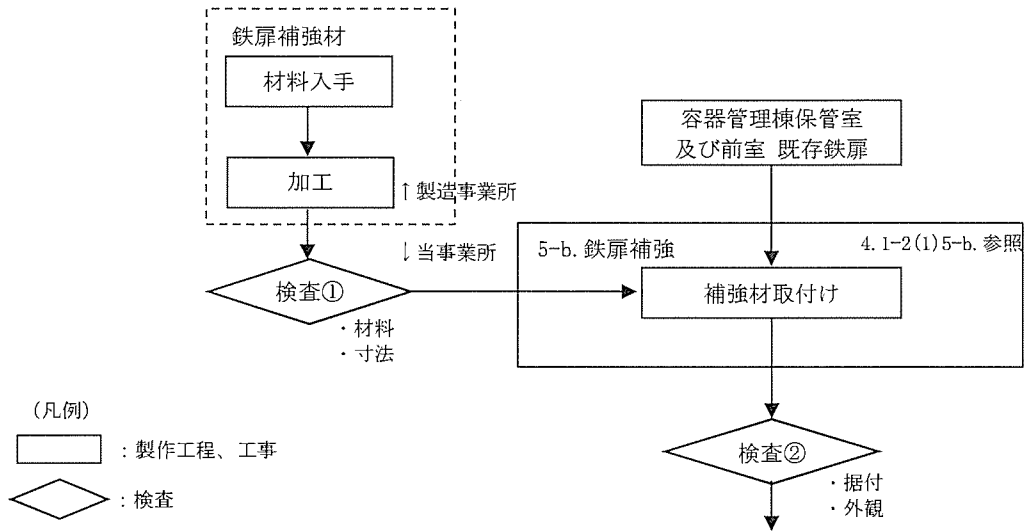 鉄扉補強材
材料入手
加工
↑製造事業所
↓当事業所
検査①
・材料
・寸法
容器管理棟保管室
及び前室 既存鉄扉
5-b.鉄扉補強
4.1-2(1)5-b.参照
補強材取付け
検査②
・据付
・外観
(凡例)
：製作工程、工事
：検査